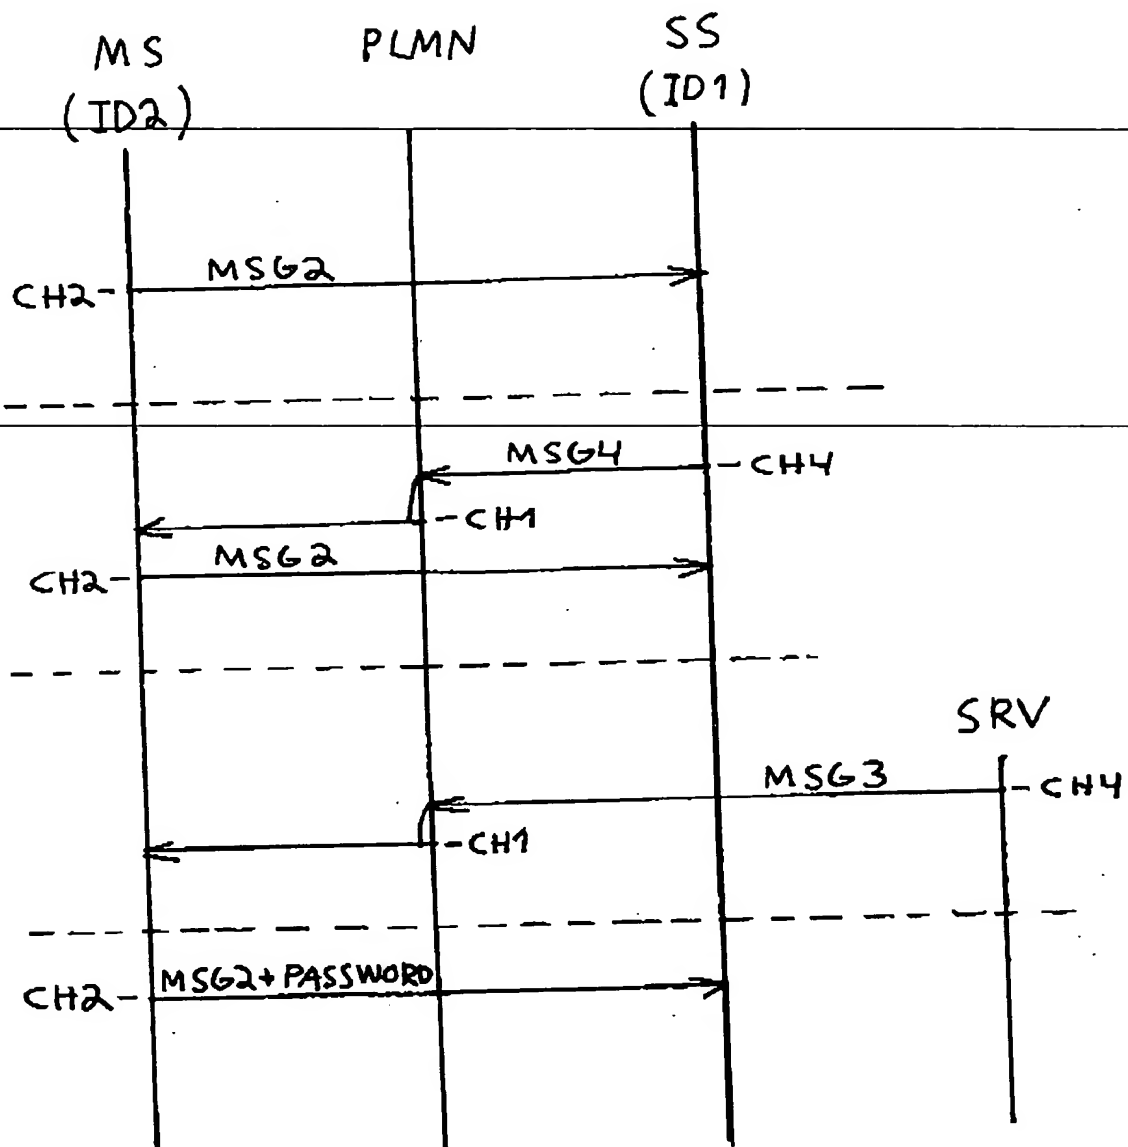 MS
(ID2)
PLMN
SS
(ID1)
MSG2
CH2
MSG4
CH4
CH1
MSG2
CH2
SRV
MSG3
CH4
CH1
MSG2+PASSWORD
CH2